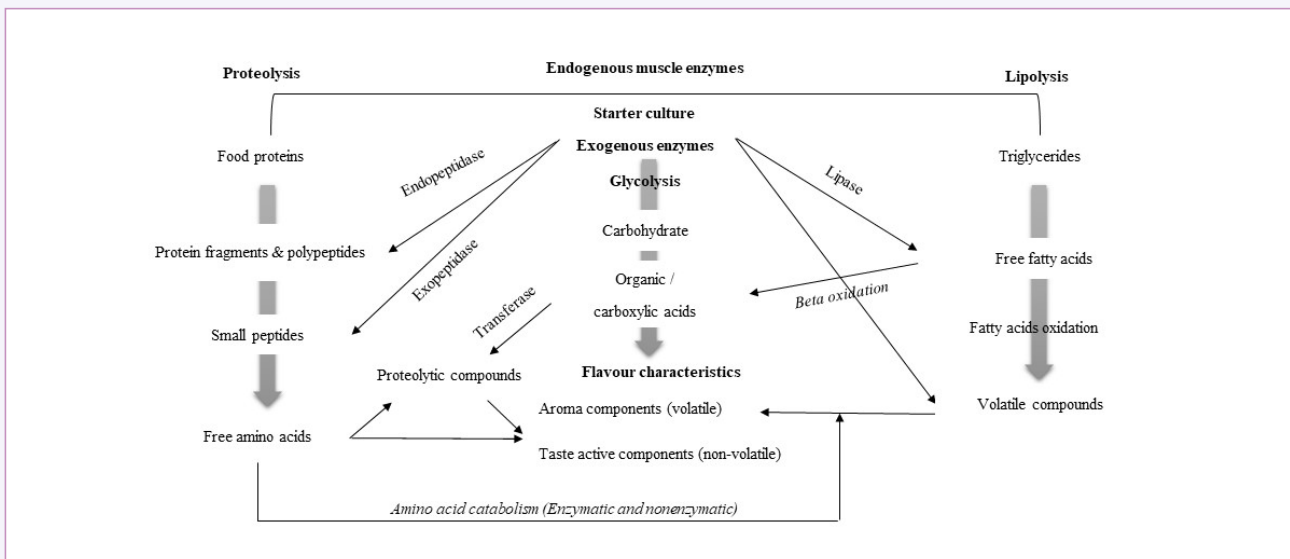 Endogenous muscle enzymes
Proteolysis
Lipolysis
Starter culture
Exogenous enzymes
Glycolysis
Food proteins
Triglycerides
Endopeptidase
Lipase
Carbohydrate
Protein fragments & polypeptides
Free fatty acids
Exopeptidase
Organic /
carboxylic acids
Beta oxidation
Transferase
Small peptides
Fatty acids oxidation
Proteolytic compounds
Flavour characteristics
Aroma components (volatile)
Volatile compounds
Free amino acids
Taste active components (non-volatile)
Amino acid catabolism (Enzymatic and nonenzymatic)